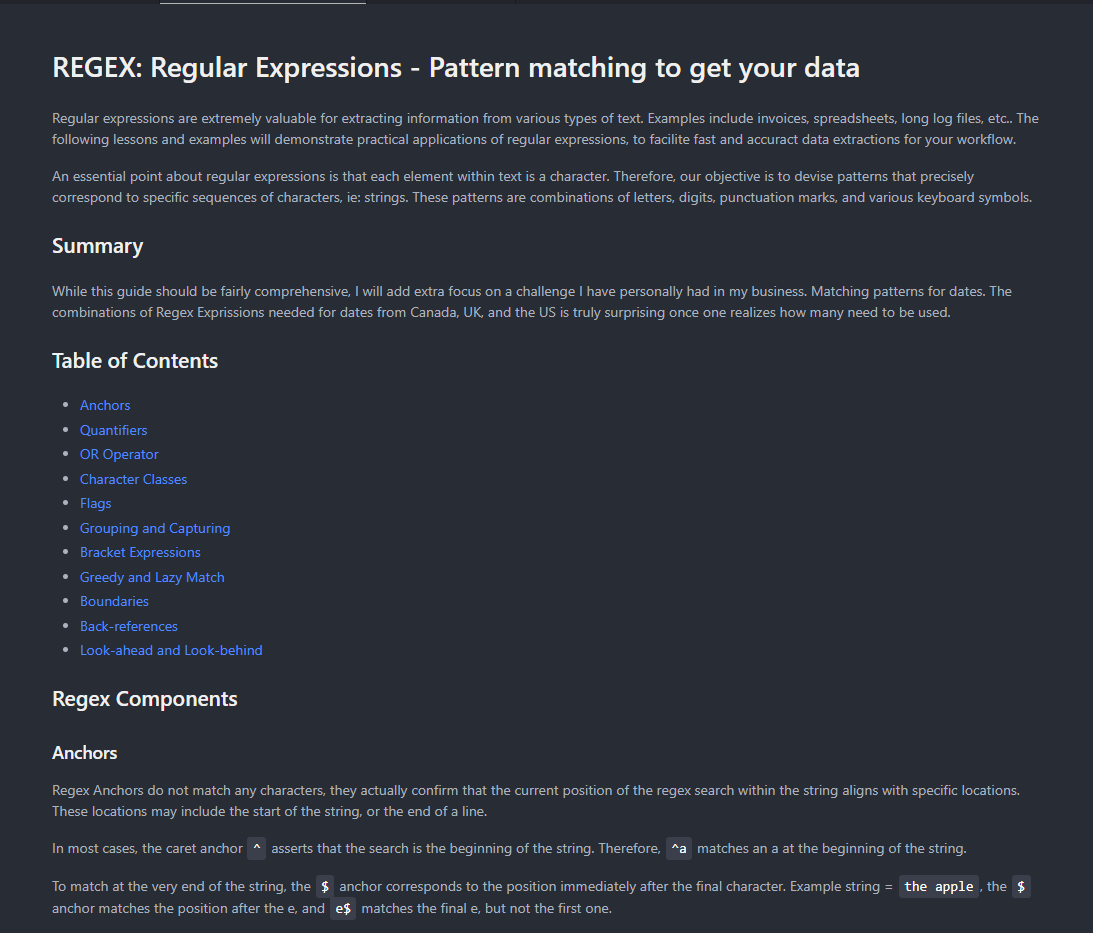 REGEX: Regular Expressions - Pattern matching to get your data
Regular expressions are extremely valuable for extracting information from various types of text. Examples include invoices, spreadsheets, long log files, etc.. The
following lessons and examples will demonstrate practical applications of regular expressions, to facilite fast and accuract data extractions for your workflow.
An essential point about regular expressions is that each element within text is a character. Therefore, our objective is to devise patterns that precisely
correspond to specific sequences of characters, ie: strings. These patterns are combinations of letters, digits, punctuation marks, and various keyboard symbols.
Summary
While this guide should be fairly comprehensive, I will add extra focus on a challenge I have personally had in my business. Matching patterns for dates. The
combinations of Regex Exprissions needed for dates from Canada, UK, and the US is truly surprising once one realizes how many need to be used.
Table of Contents
• Anchors
• Quantifiers
• OR Operator
• Character Classes
• Flags
• Grouping and Capturing
• Bracket Expressions
• Greedy and Lazy Match
• Boundaries
• Back-references
• Look-ahead and Look-behind
Regex Components
Anchors
Regex Anchors do not match any characters, they actually confirm that the current position of the regex search within the string aligns with specific locations.
These locations may include the start of the string, or the end of a line.
In most cases, the caret anchor ^ asserts that the search is the beginning of the string. Therefore, ^a matches an a at the beginning of the string.
To match at the very end of the string, the $ anchor corresponds to the position immediately after the final character. Example string = the apple, the $
anchor matches the position after the e, and e$ matches the final e, but not the first one.